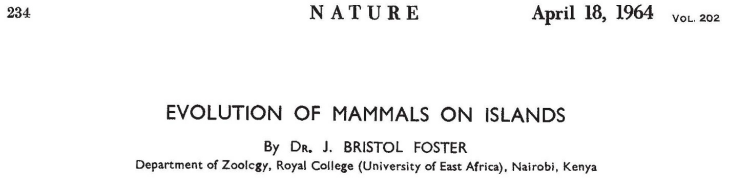 234 NATURE April 18, 1964 VOL. 202
EVOLUTION OF MAMMALS ON ISLANDS
By DR. J. BRISTOL FOSTER
Department of Zoology, Royal College (University of East Africa), Nairobi, Kenya